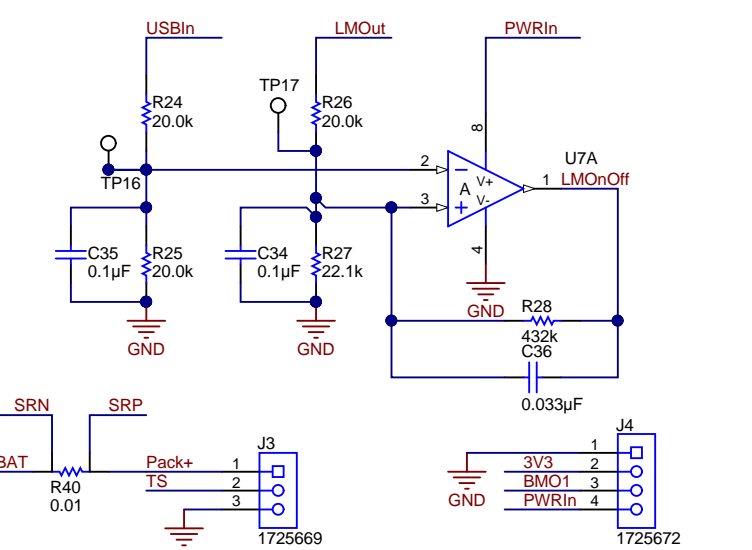 USBIn
LMOut
PWRIn
TP17
R24
20.0k
R26
20.0k
8
TP16
2
3
A
V+
V-
1
U7A
LMOnOff
4
C35
0.1µF
R25
20.0k
C34
0.1µF
R27
22.1k
GND
GND
GND
R28
432k
C36
0.033µF
SRN
SRP
BAT
R40
0.01
Pack+
TS
1
2
3
J3
1725669
GND
3V3
BMO1
PWRIn
1
2
3
4
J4
1725672